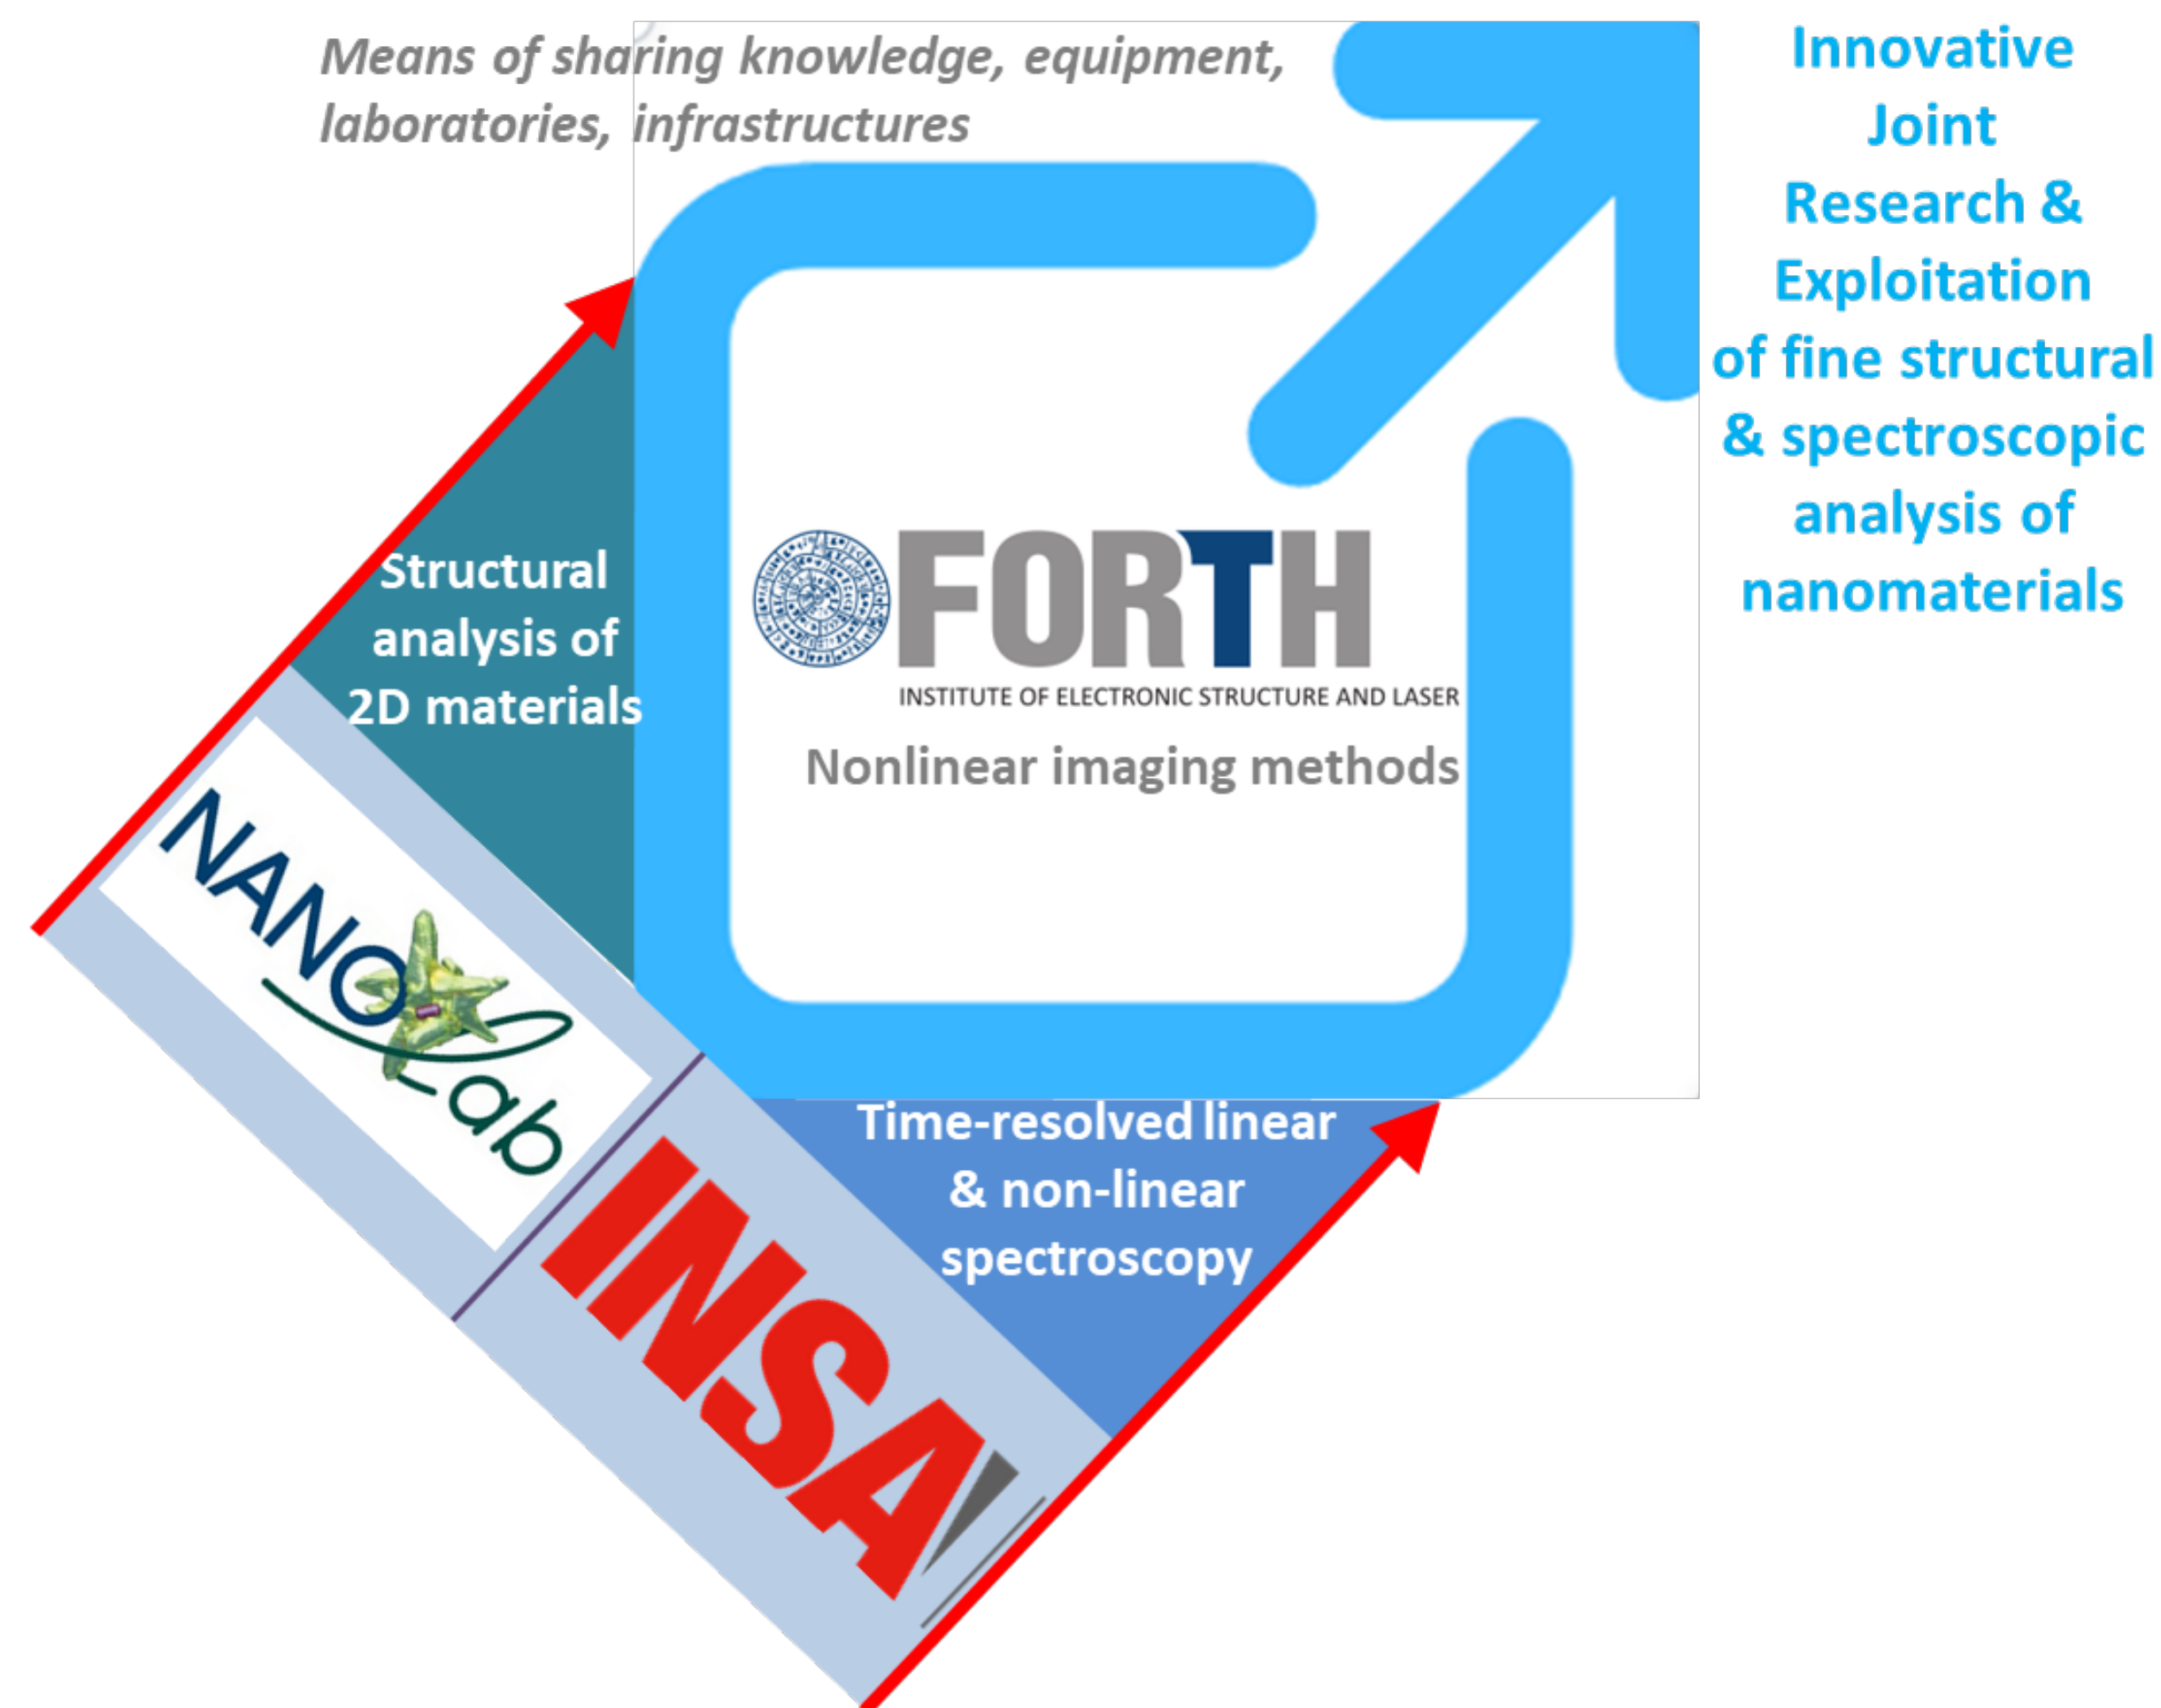 Means of sharing knowledge, equipment,
laboratories, infrastructures
Innovative
Joint
Research &
Exploitation
of fine structural
& spectroscopic
analysis of
nanomaterials
Structural
analysis of
2D materials
FORTH
INSTITUTE OF ELECTRONIC STRUCTURE AND LASER
Nonlinear imaging methods
NANO
Lab
Time-resolved linear
& non-linear
spectroscopy
INSA